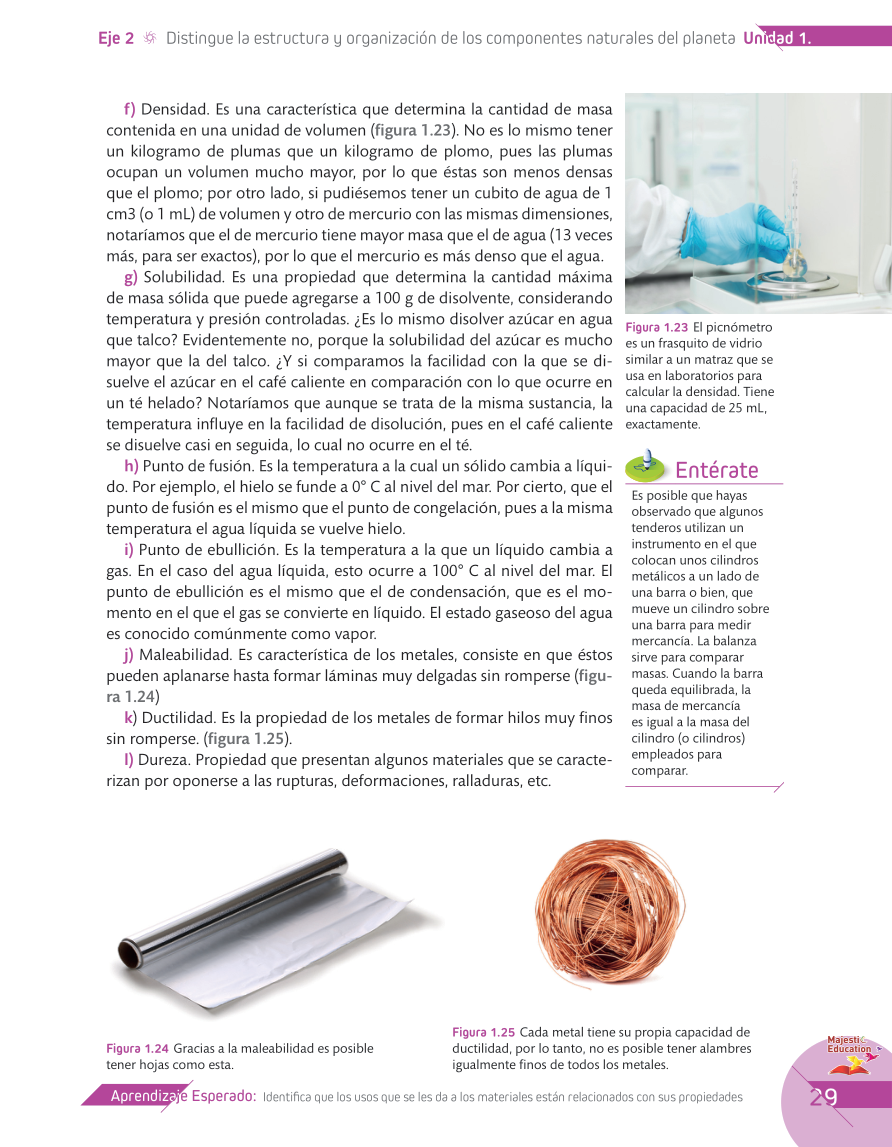 Eje 2 Distingue la estructura y organización de los componentes naturales del planeta Unidad 1.
f) Densidad. Es una característica que determina la cantidad de masa
contenida en una unidad de volumen (figura 1.23). No es lo mismo tener
un kilogramo de plumas que un kilogramo de plomo, pues las plumas
ocupan un volumen mucho mayor, por lo que éstas son menos densas
que el plomo; por otro lado, si pudiésemos tener un cubito de agua de 1
cm3 (o 1 mL) de volumen y otro de mercurio con las mismas dimensiones,
notaríamos que el de mercurio tiene mayor masa que el de agua (13 veces
más, para ser exactos), por lo que el mercurio es más denso que el agua.
g) Solubilidad. Es una propiedad que determina la cantidad máxima
de masa sólida que puede agregarse a 100 g de disolvente, considerando
temperatura y presión controladas. ¿Es lo mismo disolver azúcar en agua
que talco? Evidentemente no, porque la solubilidad del azúcar es mucho
mayor que la del talco. ¿Y si comparamos la facilidad con la que se di-
suelve el azúcar en el café caliente en comparación con lo que ocurre en
un té helado? Notaríamos que aunque se trata de la misma sustancia, la
temperatura influye en la facilidad de disolución, pues en el café caliente
se disuelve casi en seguida, lo cual no ocurre en el té.
h) Punto de fusión. Es la temperatura a la cual un sólido cambia a líqui-
do. Por ejemplo, el hielo se funde a 0° C al nivel del mar. Por cierto, que el
punto de fusión es el mismo que el punto de congelación, pues a la misma
temperatura el agua líquida se vuelve hielo.
i) Punto de ebullición. Es la temperatura a la que un líquido cambia a
gas. En el caso del agua líquida, esto ocurre a 100° C al nivel del mar. El
punto de ebullición es el mismo que el de condensación, que es el mo-
mento en el que el gas se convierte en líquido. El estado gaseoso del agua
es conocido comúnmente como vapor.
j) Maleabilidad. Es característica de los metales, consiste en que éstos
pueden aplanarse hasta formar láminas muy delgadas sin romperse (figu-
ra 1.24)
k) Ductilidad. Es la propiedad de los metales de formar hilos muy finos
sin romperse. (figura 1.25).
l) Dureza. Propiedad que presentan algunos materiales que se caracte-
rizan por oponerse a las rupturas, deformaciones, ralladuras, etc.
Figura 1.23 El picnómetro
es un frasquito de vidrio
similar a un matraz que se
usa en laboratorios para
calcular la densidad. Tiene
una capacidad de 25 mL,
exactamente.
Entérate
Es posible que hayas
observado que algunos
tenderos utilizan un
instrumento en el que
colocan unos cilindros
metálicos a un lado de
una barra o bien, que
mueve un cilindro sobre
una barra para medir
mercancía. La balanza
sirve para comparar
masas. Cuando la barra
queda equilibrada, la
masa de mercancía
es igual a la masa del
cilindro (o cilindros)
empleados para
comparar.
Figura 1.24 Gracias a la maleabilidad es posible
tener hojas como esta.
Figura 1.25 Cada metal tiene su propia capacidad de
ductilidad, por lo tanto, no es posible tener alambres
igualmente finos de todos los metales.
Majestic
Education
Aprendizaje Esperado: Identifica que los usos que se les da a los materiales están relacionados con sus propiedades
29